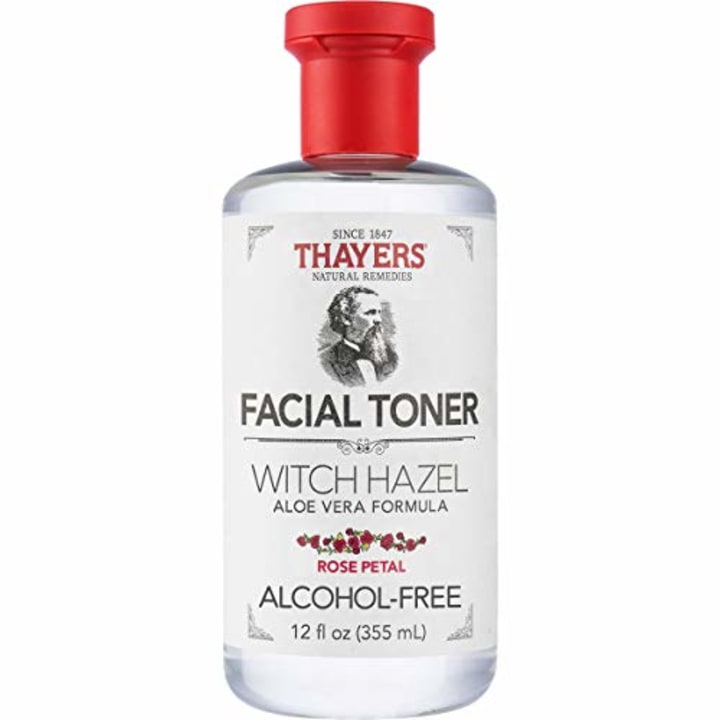 SINCE 1847
THAYERS®
NATURAL REMEDIES
FACIAL TONER
WITCH HAZEL
ALOE VERA FORMULA
ROSE PETAL
ALCOHOL-FREE
12 fl oz (355 mL)